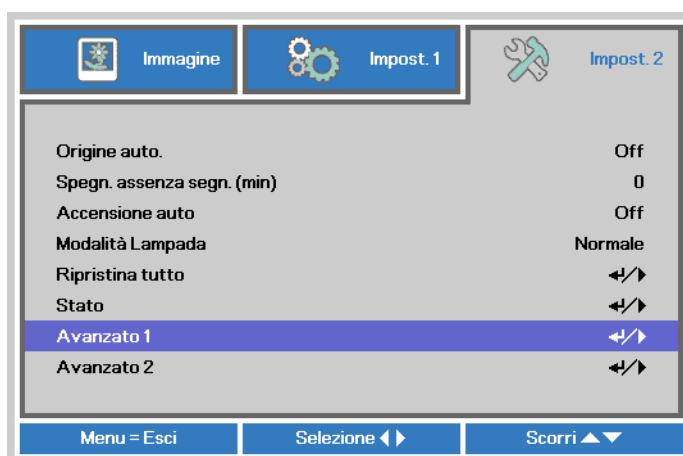 Immagine Impost. 1 Impost. 2
Origine auto. Off
Spegn. assenza segn. (min) 0
Accensione auto Off
Modalità Lampada Normale
Ripristina tutto
Stato
Avanzato 1
Avanzato 2
Menu = Esci Selezione Scorri